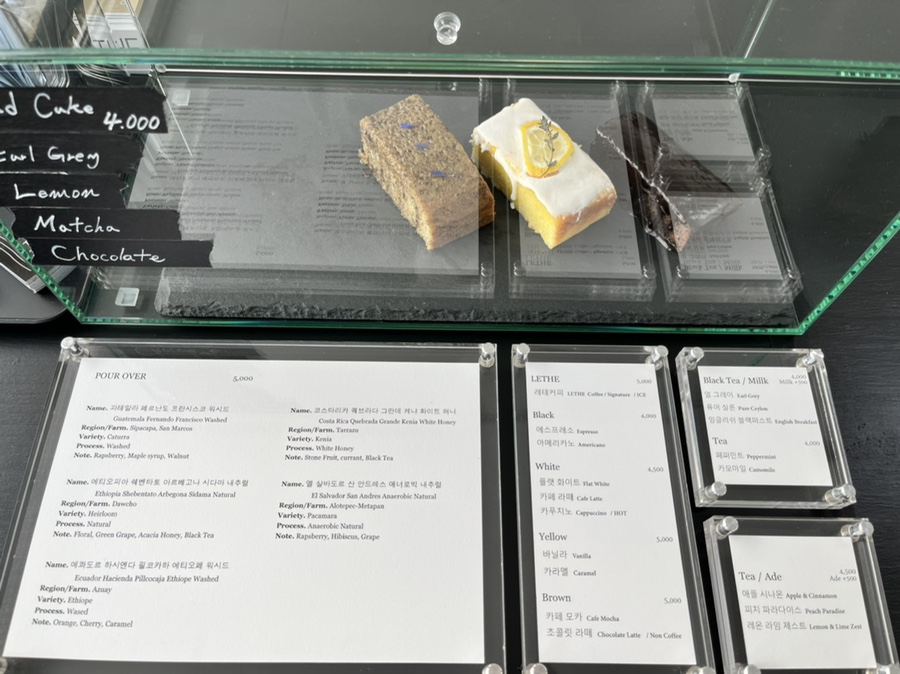 d Cake 4.000
Earl Grey
Lemon
Matcha
Chocolate
POUR OVER 5,000
Name. 과테말라 페르난도 프란시스코 워시드
Guatemala Fernando Francisco Washed
Region/Farm. Sipacapa, San Marcos
Variety. Caturra
Process. Washed
Note. Rapsberry, Maple syrup, Walnut
Name. 에티오피아 쉐벤타토 아르베고나 시다마 내추럴
Ethiopia Shebentato Arbegona Sidama Natural
Region/Farm. Dawcho
Variety. Heirloom
Process. Natural
Note. Floral, Green Grape, Acacia Honey, Black Tea
Name. 에콰도르 하시엔다 필코카하 에티오페 워시드
Ecuador Hacienda Pillcocaja Ethiope Washed
Region/Farm. Azuay
Variety. Ethiope
Process. Wased
Note. Orange, Cherry, Caramel
Name. 코스타리카 퀘브라다 그란데 케냐 화이트 허니
Costa Rica Quebrada Grande Kenia White Honey
Region/Farm. Tarrazu
Variety. Kenia
Process. White Honey
Note. Stone Fruit, currant, Black Tea
Name. 엘 살바도르 산 안드레스 애너로빅 내추럴
El Salvador San Andres Anaerobic Natural
Region/Farm. Alotepec-Metapan
Variety. Pacamara
Process. Anaerobic Natural
Note. Rapsberry, Hibiscus, Grape
LETHE 5,000
레테커피 LETHE Coffee / Signature / ICE
Black 4,000
에스프레소 Espresso
아메리카노 Americano
White 4,500
플랫 화이트 Flat White
카페 라떼 Cafe Latte
카푸치노 Cappuccino / HOT
Yellow 5,000
바닐라 Vanilla
카라멜 Caramel
Brown 5,000
카페 모카 Cafe Mocha
초콜릿 라떼 Chocolate Latte / Non Coffee
Black Tea / Millk 4,000
Millk +500
얼 그레이 Earl Grey
퓨어 실론 Pure Ceylon
잉글리쉬 블랙퍼스트 English Breakfast
Tea 4,000
페퍼민트 Peppermint
카모마일 Camomile
Tea / Ade 4,500
Ade +500
애플 시나몬 Apple & Cinnamon
피치 파라다이스 Peach Paradise
레몬 라임 제스트 Lemon & Lime Zest